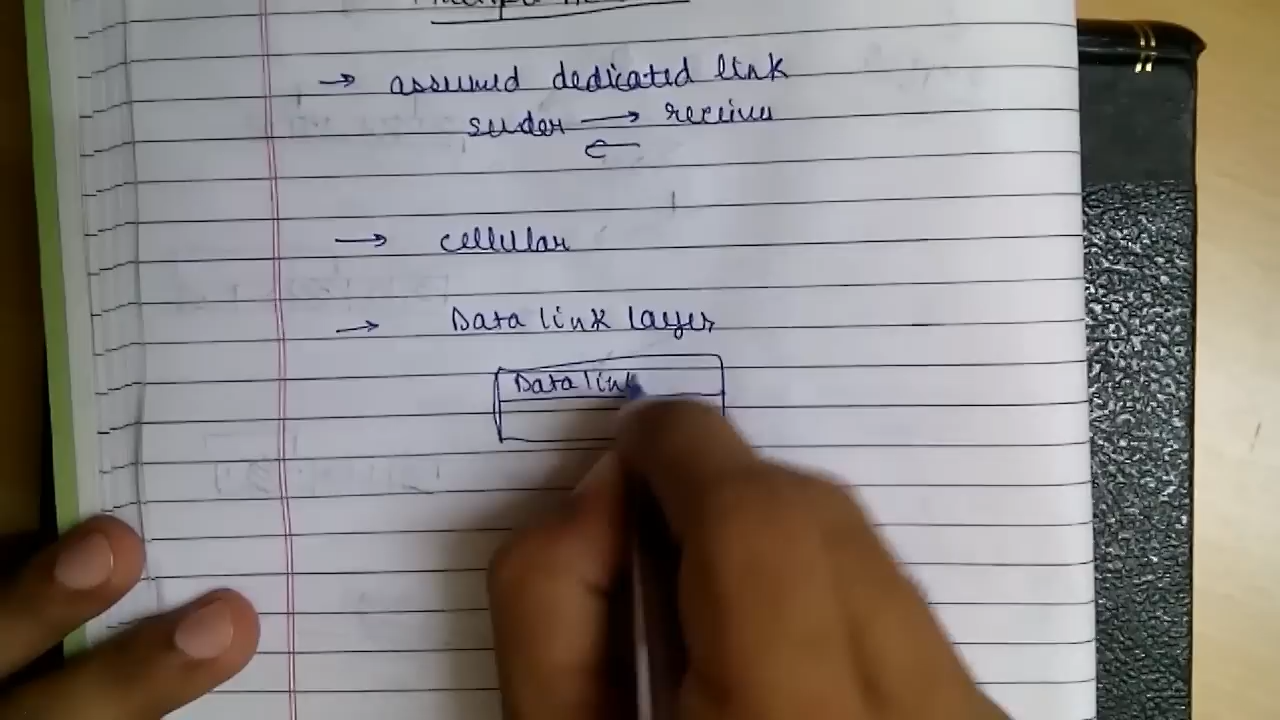 → assumed dedicated link
sender → receiver
←
→ cellular
→ Data link layer
Data link